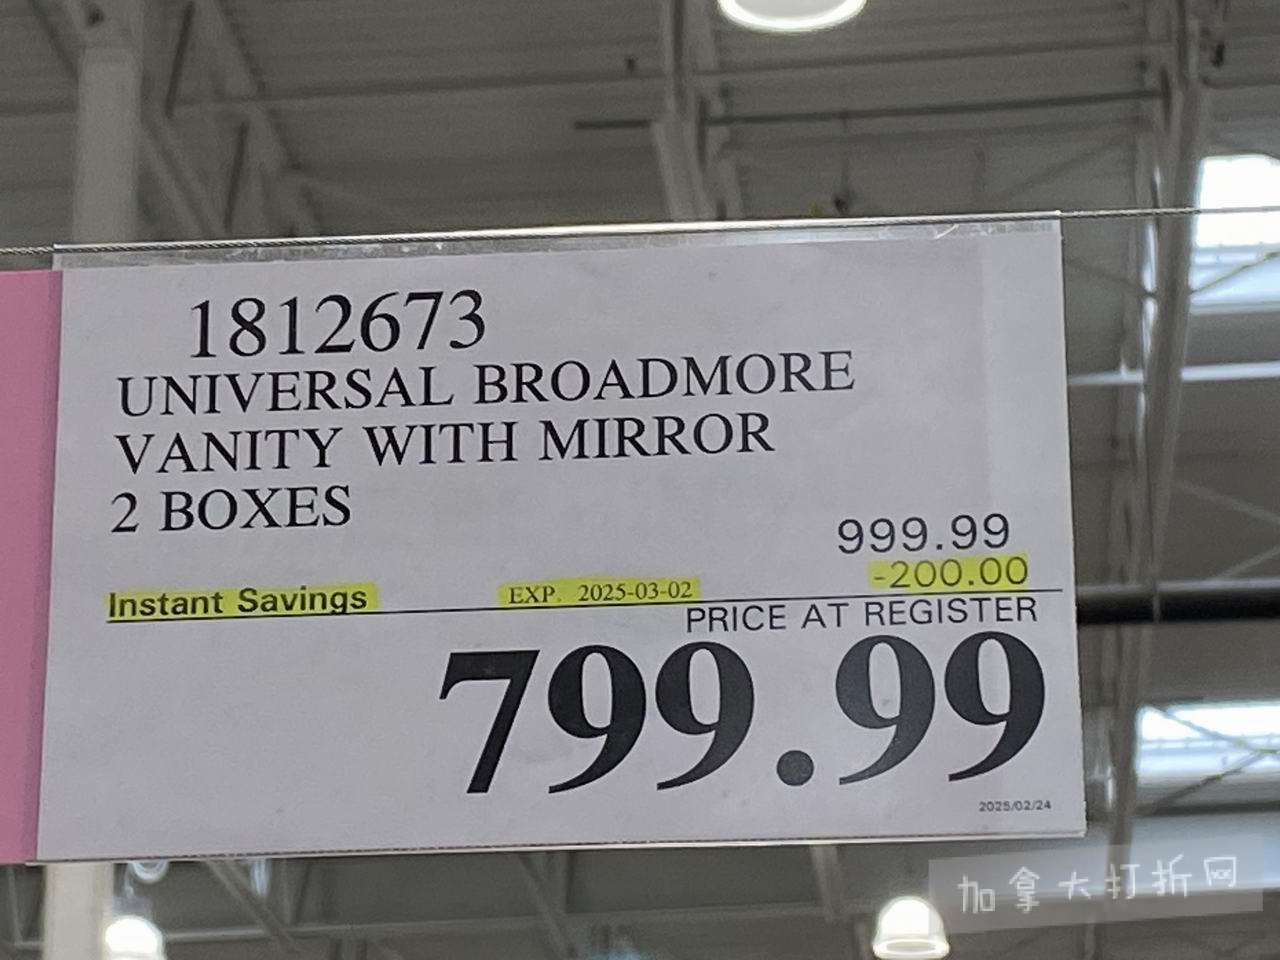 1812673
UNIVERSAL BROADMORE
VANITY WITH MIRROR
2 BOXES
999.99
Instant Savings EXP. 2025-03-02 -200.00
PRICE AT REGISTER
799.99
2025/02/24
加拿大打折网